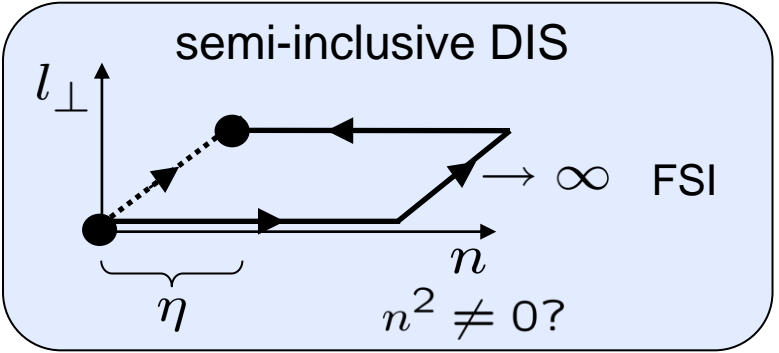 semi-inclusive DIS
l⊥
→ ∞ FSI
n
η
n² ≠ 0?